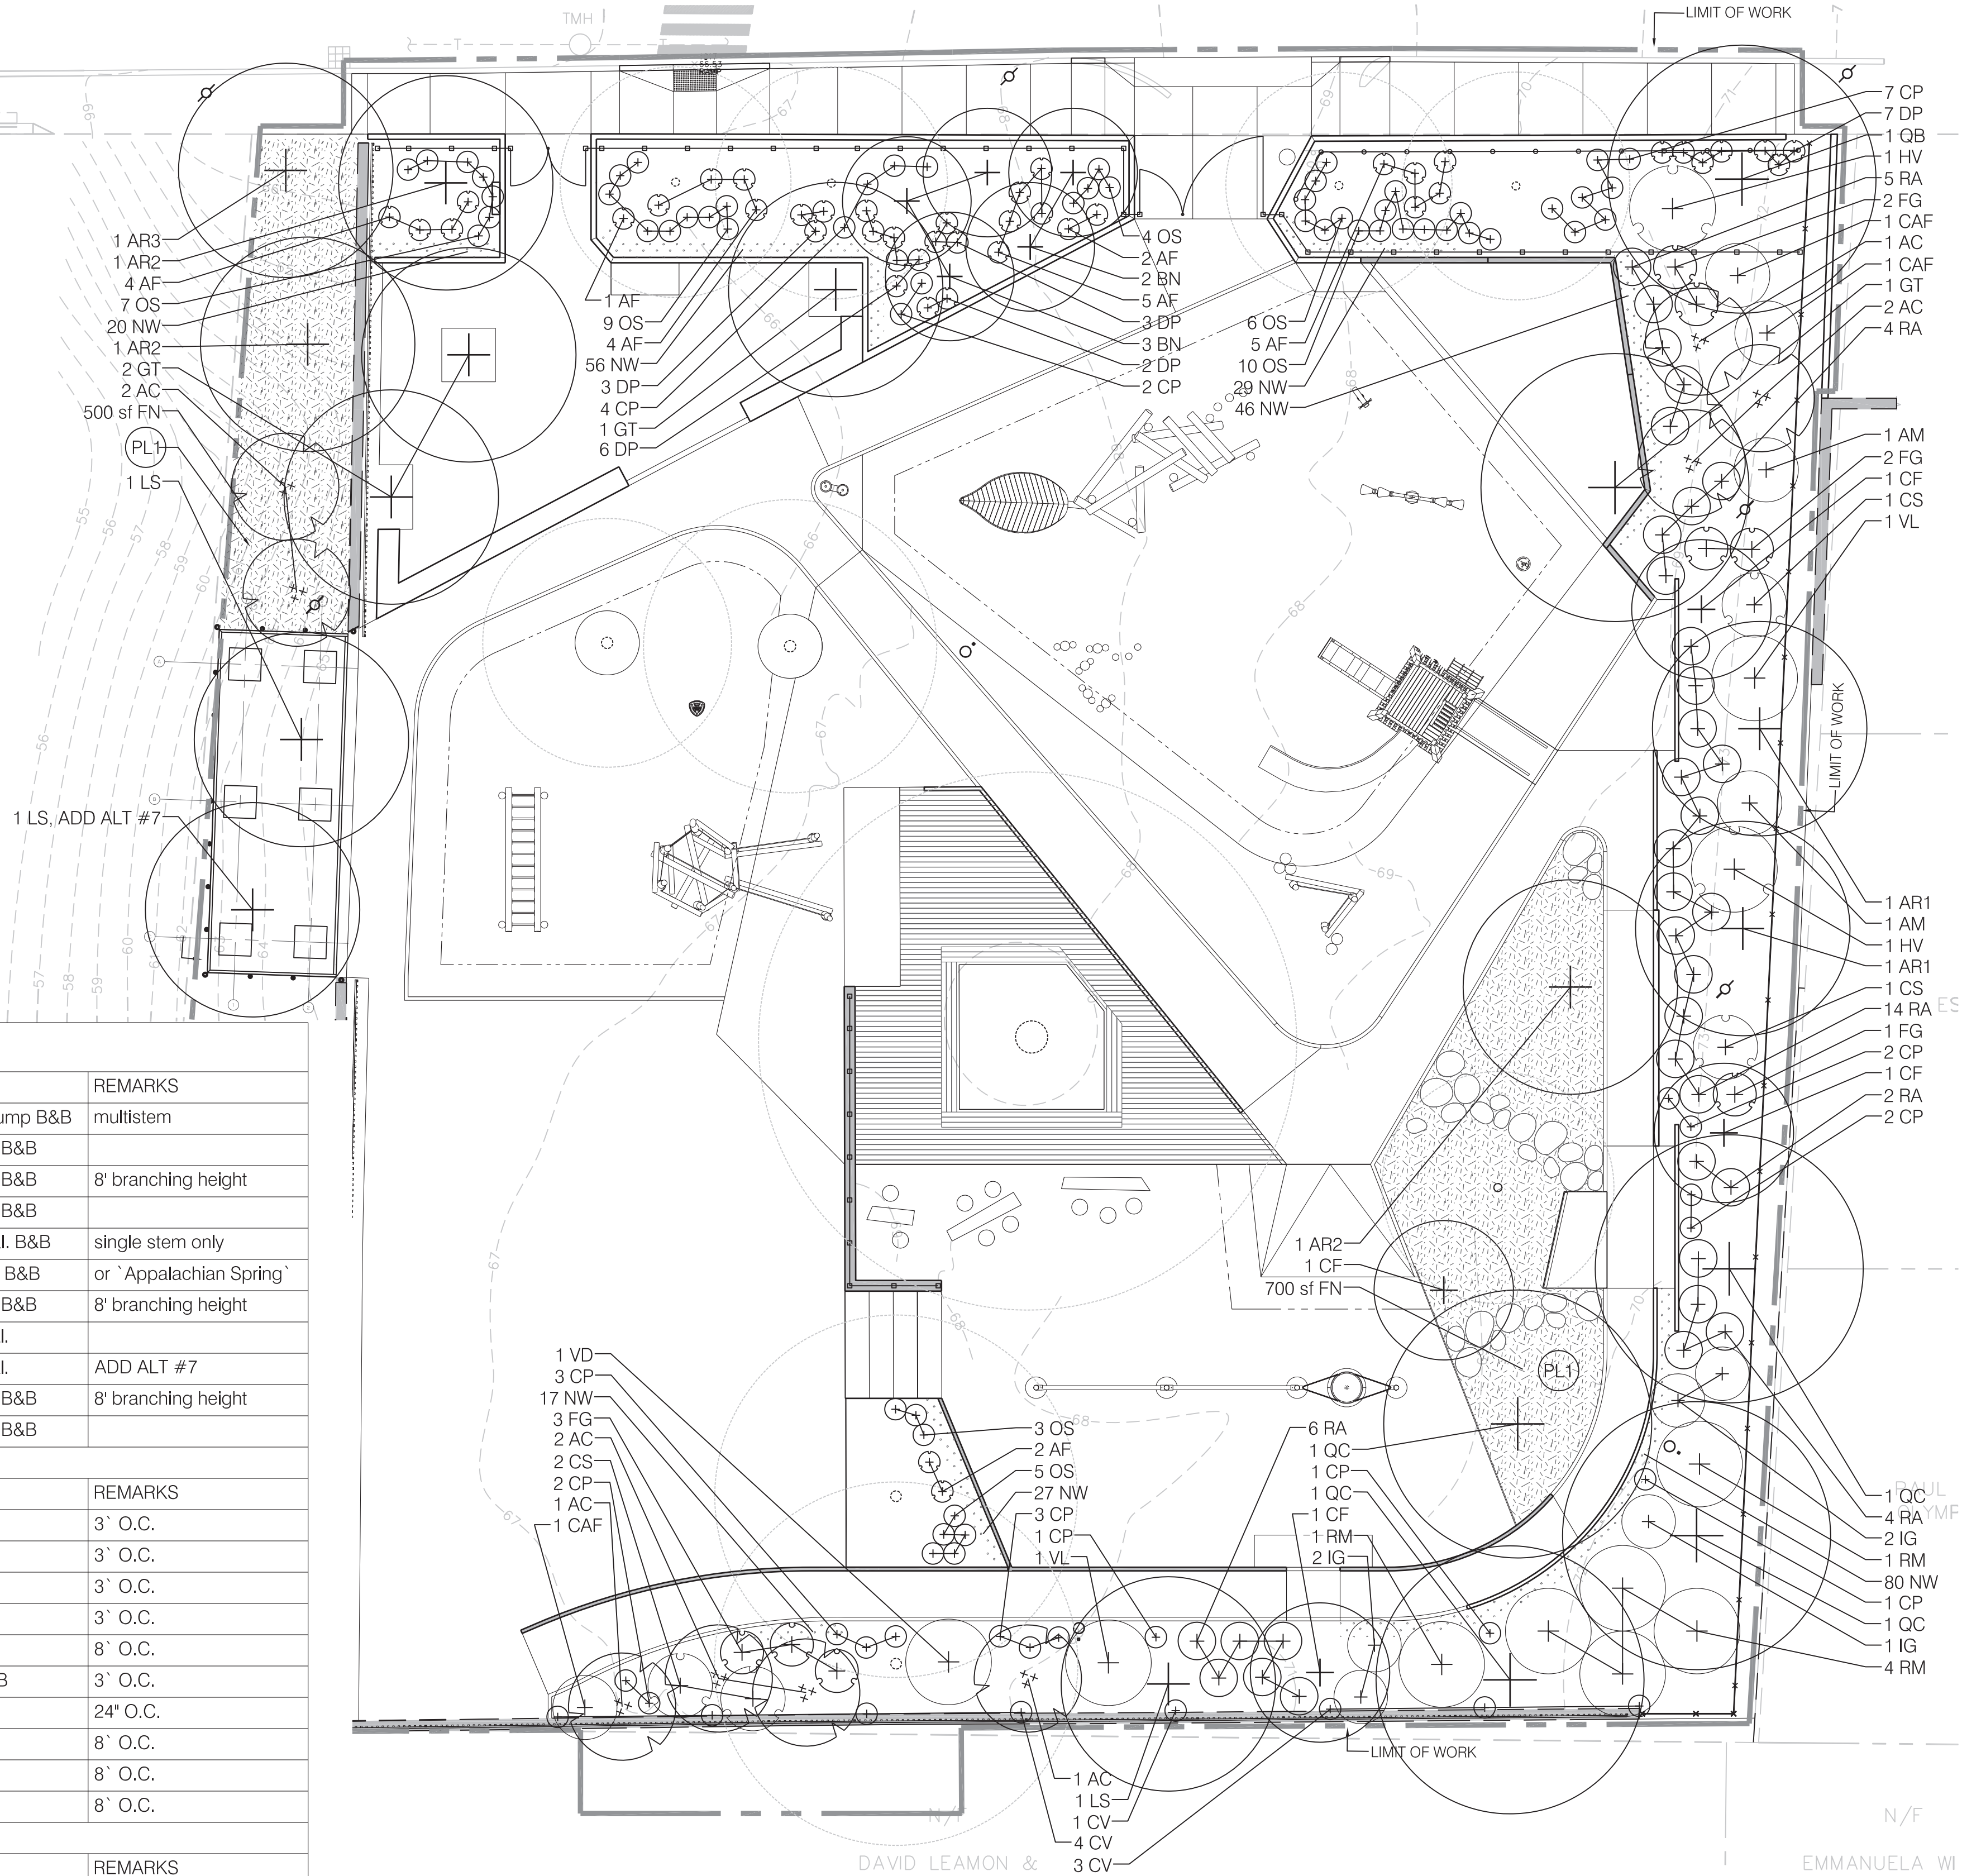 TMH
T
T
LIMIT OF WORK
66.53
RAMP
7 CP
7 DP
1 QB
1 HV
5 RA
2 FG
1 CAF
1 AC
1 CAF
1 GT
2 AC
4 RA
1 AR3
1 AR2
4 AF
7 OS
20 NW
1 AR2
2 GT
2 AC
500 sf FN
PL1
1 LS
1 AF
9 OS
4 AF
56 NW
3 DP
4 CP
1 GT
6 DP
4 OS
2 AF
2 BN
5 AF
3 DP
3 BN
2 DP
2 CP
6 OS
5 AF
10 OS
29 NW
46 NW
1 AM
2 FG
1 CF
1 CS
1 VL
LIMIT OF WORK
1 LS, ADD ALT #7
1 AR1
1 AM
1 HV
1 AR1
1 CS
14 RA
1 FG
2 CP
1 CF
2 RA
2 CP
ES
REMARKS
ump B&B multistem
B&B
B&B 8' branching height
B&B
l. B&B single stem only
B&B or `Appalachian Spring`
B&B 8' branching height
l.
l. ADD ALT #7
B&B 8' branching height
B&B
REMARKS
3` O.C.
3` O.C.
3` O.C.
3` O.C.
8` O.C.
B 3` O.C.
24" O.C.
8` O.C.
8` O.C.
8` O.C.
REMARKS
1 AR2
1 CF
700 sf FN
PL1
1 VD
3 CP
17 NW
3 FG
2 AC
2 CS
2 CP
1 AC
1 CAF
3 OS
2 AF
5 OS
27 NW
3 CP
1 CP
1 VL
6 RA
1 QC
1 CP
1 QC
1 CF
1 RM
2 IG
1 QC
4 RA
2 IG
1 RM
80 NW
1 CP
1 QC
1 IG
4 RM
PAUL
OLYMP
LIMIT OF WORK
1 AC
1 LS
1 CV
4 CV
3 CV
N/F
DAVID LEAMON &
N/F
EMMANUELA WI